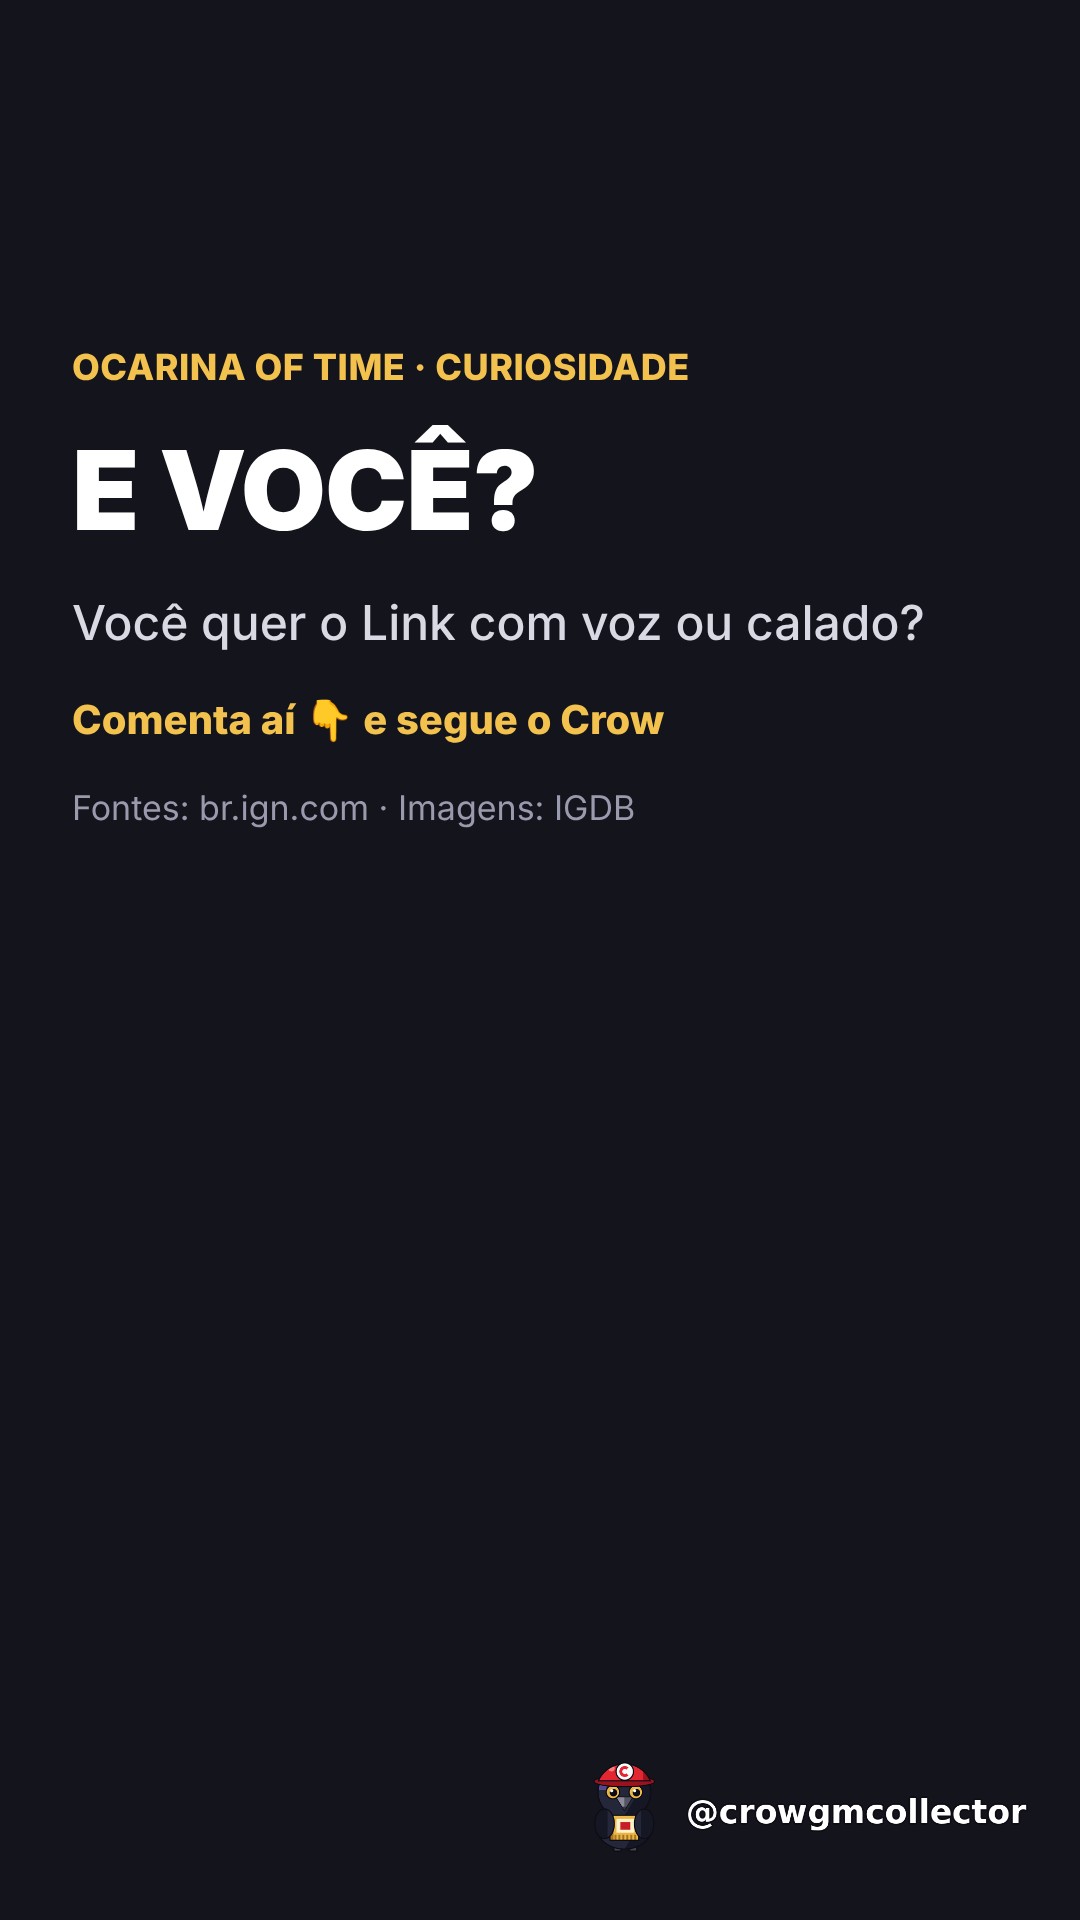 OCARINA OF TIME · CURIOSIDADE
E VOCÊ?
Você quer o Link com voz ou calado?
Comenta aí 👇 e segue o Crow
Fontes: br.ign.com · Imagens: IGDB
C
@crowgmcollector